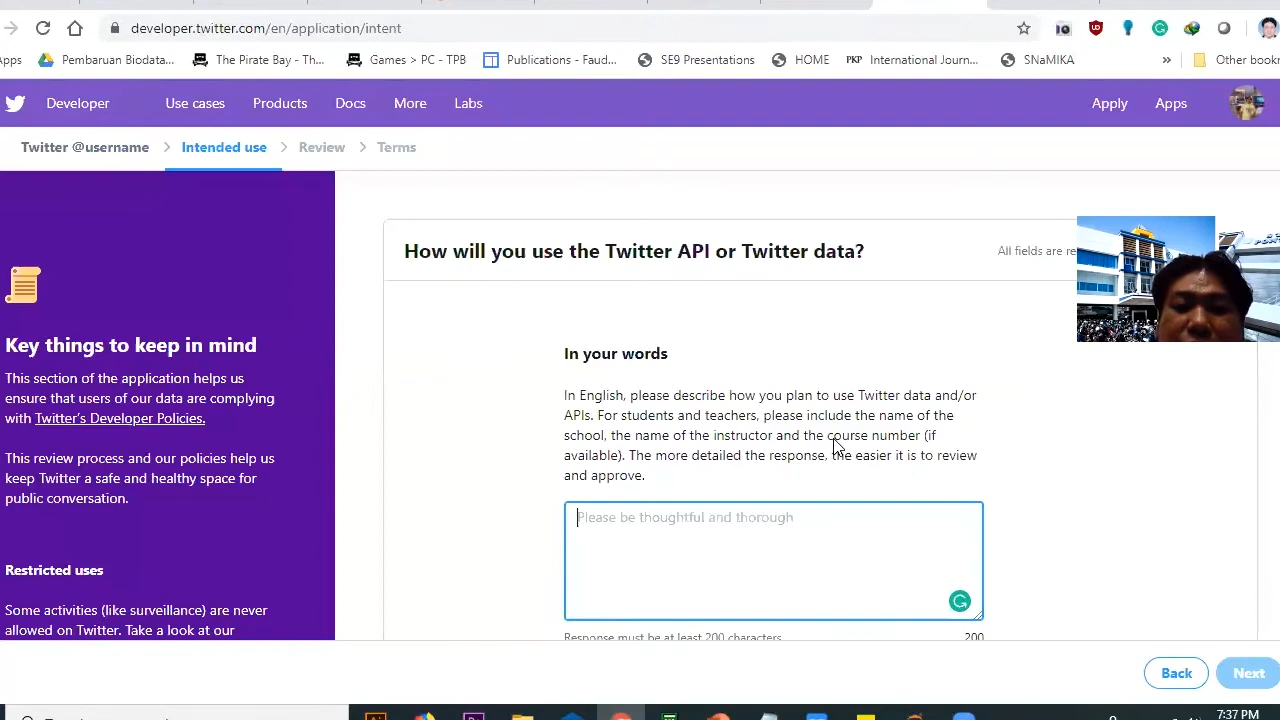 developer.twitter.com/en/application/intent
Apps Pembaruan Biodata... The Pirate Bay - Th... Games > PC - TPB Publications - Faud... SE9 Presentations HOME PKP International Journ... SNaMIKA » Other bookr
Developer Use cases Products Docs More Labs Apply Apps
Twitter @username Intended use Review Terms
How will you use the Twitter API or Twitter data?
All fields are re
Key things to keep in mind
This section of the application helps us
ensure that users of our data are complying
with Twitter's Developer Policies.
This review process and our policies help us
keep Twitter a safe and healthy space for
public conversation.
Restricted uses
Some activities (like surveillance) are never
allowed on Twitter. Take a look at our
In your words
In English, please describe how you plan to use Twitter data and/or
APIs. For students and teachers, please include the name of the
school, the name of the instructor and the course number (if
available). The more detailed the response, the easier it is to review
and approve.
Please be thoughtful and thorough
Response must be at least 200 characters 200
Back Next
7:37 PM